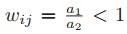 w_{ij} = \frac{a_1}{a_2} < 1